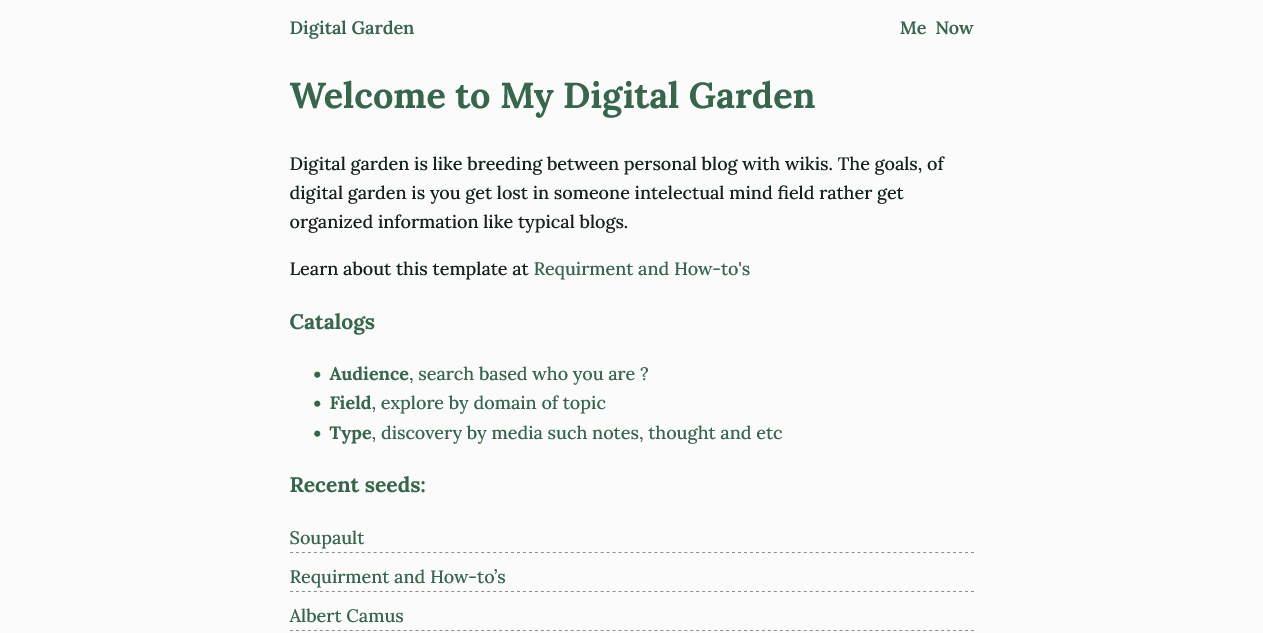 Digital Garden
Me Now
Welcome to My Digital Garden
Digital garden is like breeding between personal blog with wikis. The goals, of
digital garden is you get lost in someone intelectual mind field rather get
organized information like typical blogs.
Learn about this template at Requirment and How-to's
Catalogs
• Audience, search based who you are ?
• Field, explore by domain of topic
• Type, discovery by media such notes, thought and etc
Recent seeds:
Soupault
Requirment and How-to’s
Albert Camus